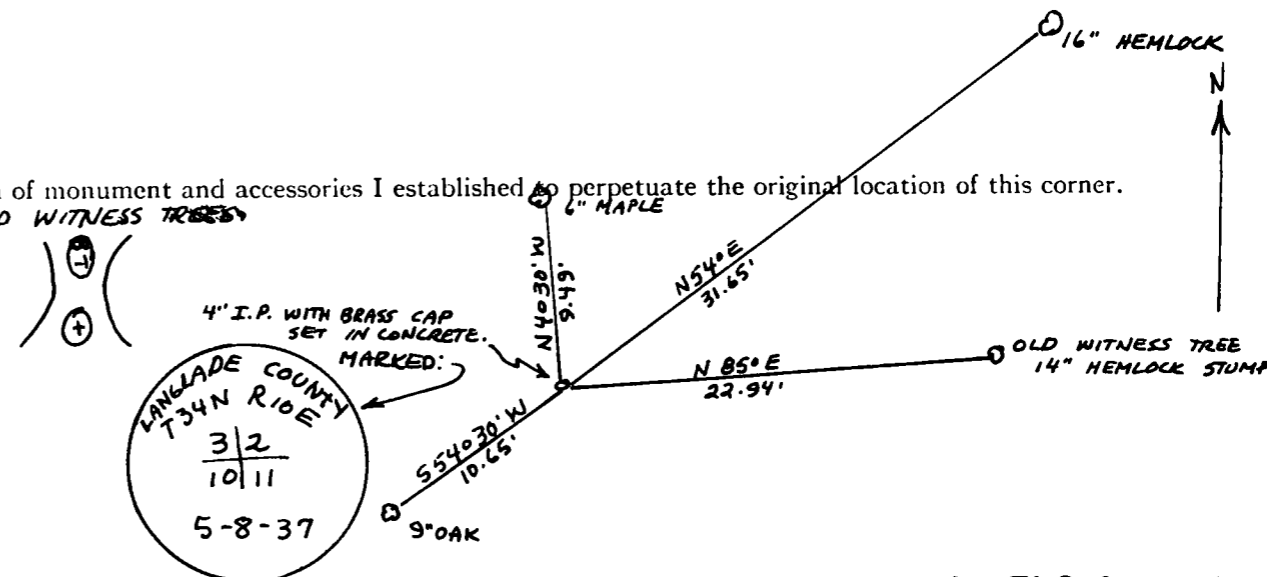 16" HEMLOCK
N
of monument and accessories I established to perpetuate the original location of this corner.
WITNESS TREES
6" MAPLE
N 4° 30' W
9.49'
N 54° E
31.65'
4" I.P. WITH BRASS CAP
SET IN CONCRETE.
MARKED:
OLD WITNESS TREE
14" HEMLOCK STUMP
N 85° E
22.94'
LANGLADE COUNTY
T34N R10E
3 2
10 11
5-8-37
S 54° 30' W
10.65'
9" OAK